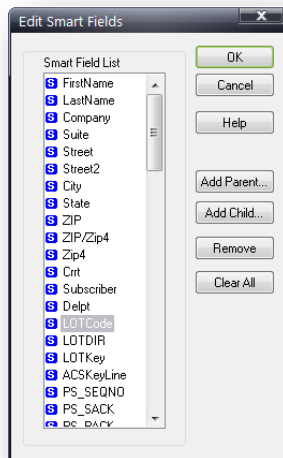 Edit Smart Fields
X
Smart Field List
S FirstName
S LastName
S Company
S Suite
S Street
S Street2
S City
S State
S ZIP
S ZIP/Zip4
S Zip4
S Crrt
S Subscriber
S Delpt
S LOTCode
S LOTDIR
S LOTKey
S ACSKeyLine
S PS_SEQNO
S PS_SACK
S PS_PACK
OK
Cancel
Help
Add Parent...
Add Child...
Remove
Clear All